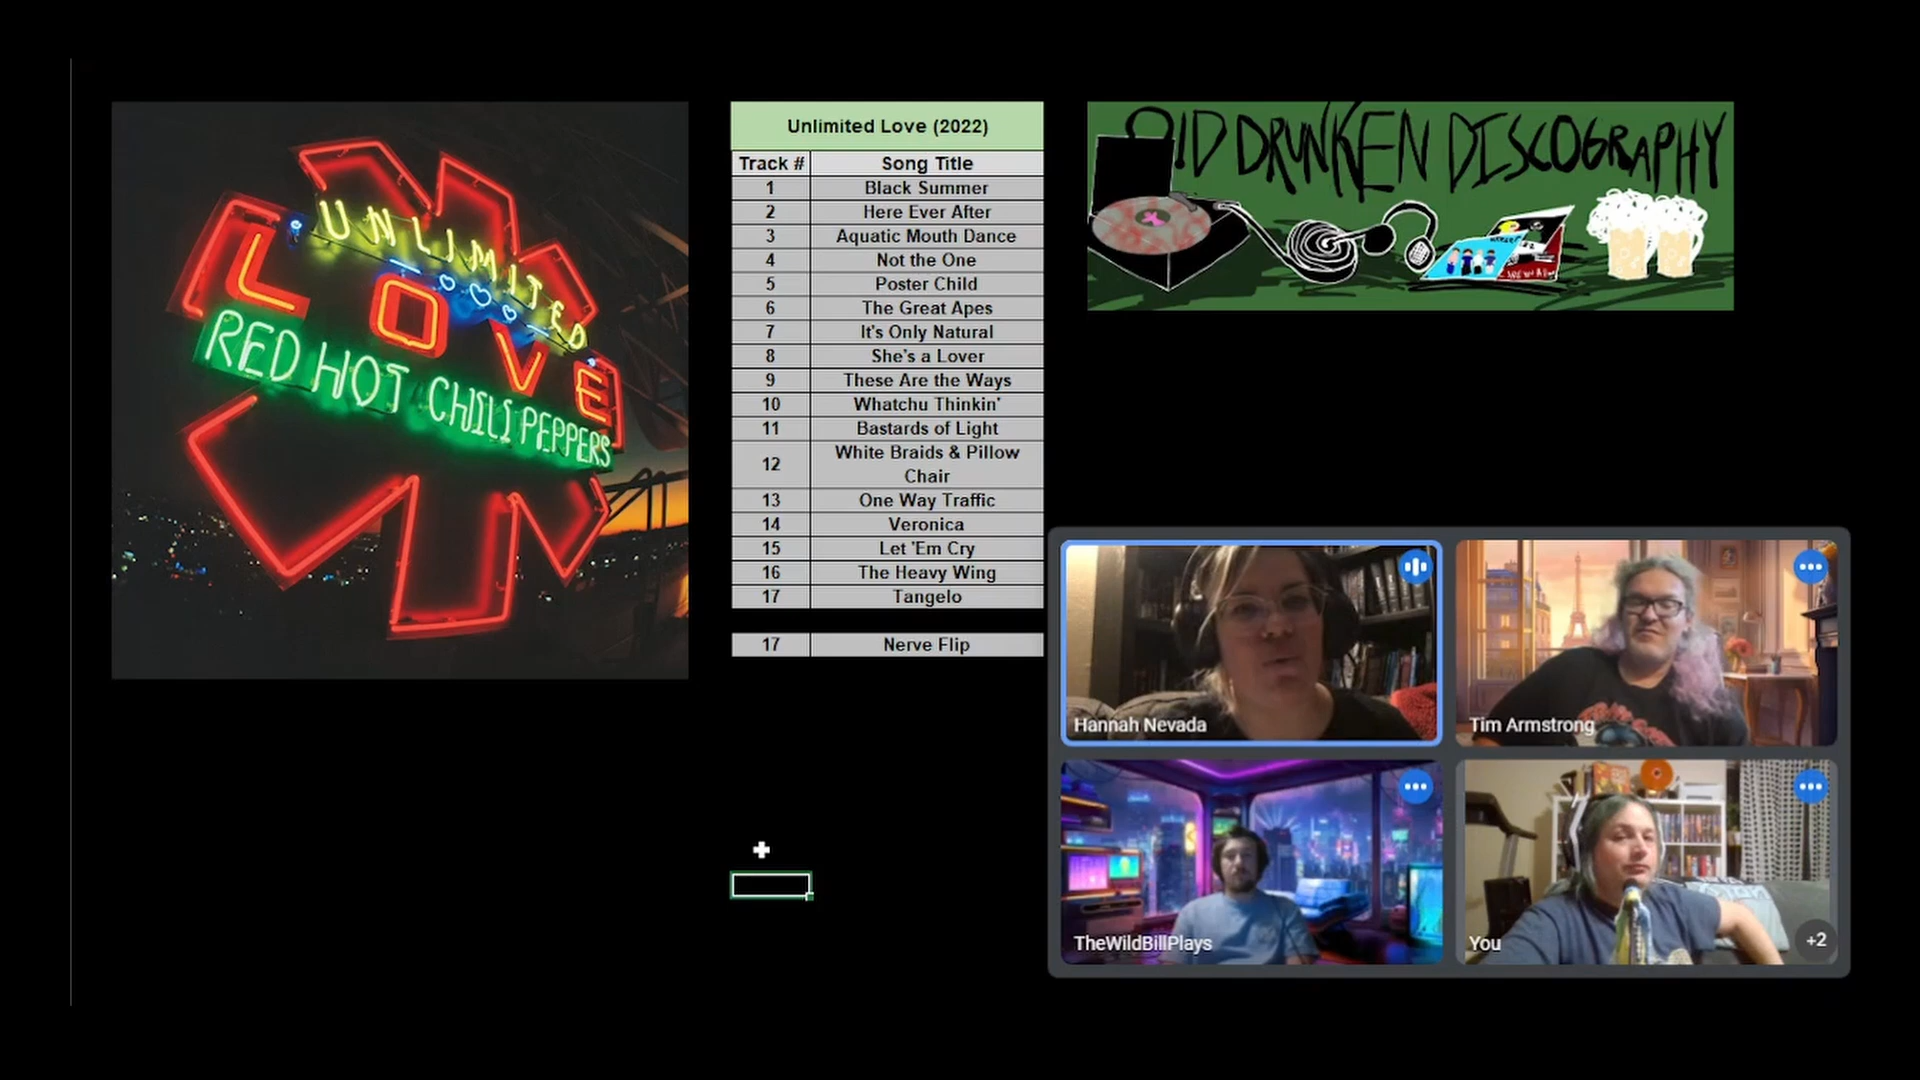 UNLIMITED
LOVE
RED HOT CHILI PEPPERS
Unlimited Love (2022)
Track # Song Title
1 Black Summer
2 Here Ever After
3 Aquatic Mouth Dance
4 Not the One
5 Poster Child
6 The Great Apes
7 It's Only Natural
8 She's a Lover
9 These Are the Ways
10 Whatchu Thinkin'
11 Bastards of Light
12 White Braids & Pillow
Chair
13 One Way Traffic
14 Veronica
15 Let 'Em Cry
16 The Heavy Wing
17 Tangelo
17 Nerve Flip
DRUNKEN DISCOGRAPHY
Hannah Nevada
Tim Armstrong
TheWildBillPlays
You
+2